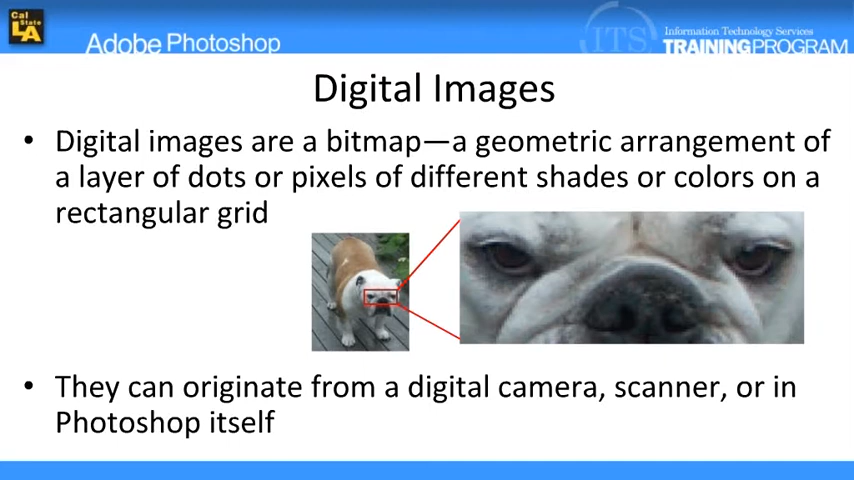 Cal
State
LA
Adobe Photoshop
ITS
Information Technology Services
TRAINING PROGRAM
Digital Images
• Digital images are a bitmap—a geometric arrangement of
a layer of dots or pixels of different shades or colors on a
rectangular grid
• They can originate from a digital camera, scanner, or in
Photoshop itself